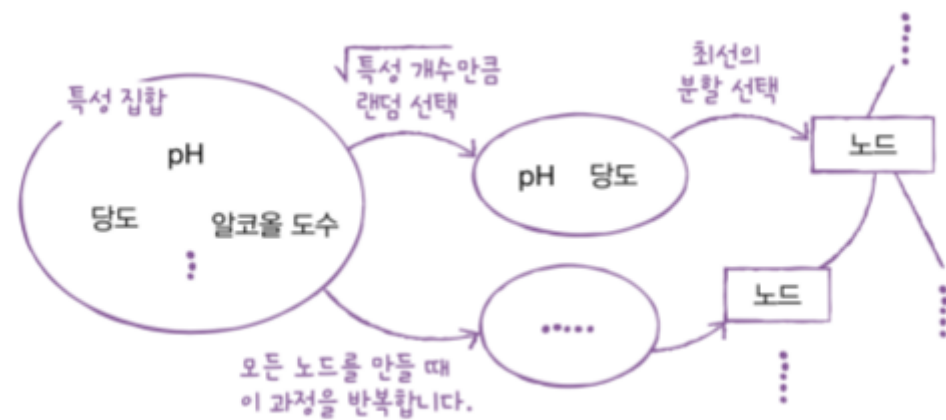 특성 집합
pH
당도
알코올 도수
√특성 개수만큼
랜덤 선택
pH 당도
최선의
분할 선택
노드
노드
모든 노드를 만들 때
이 과정을 반복합니다.